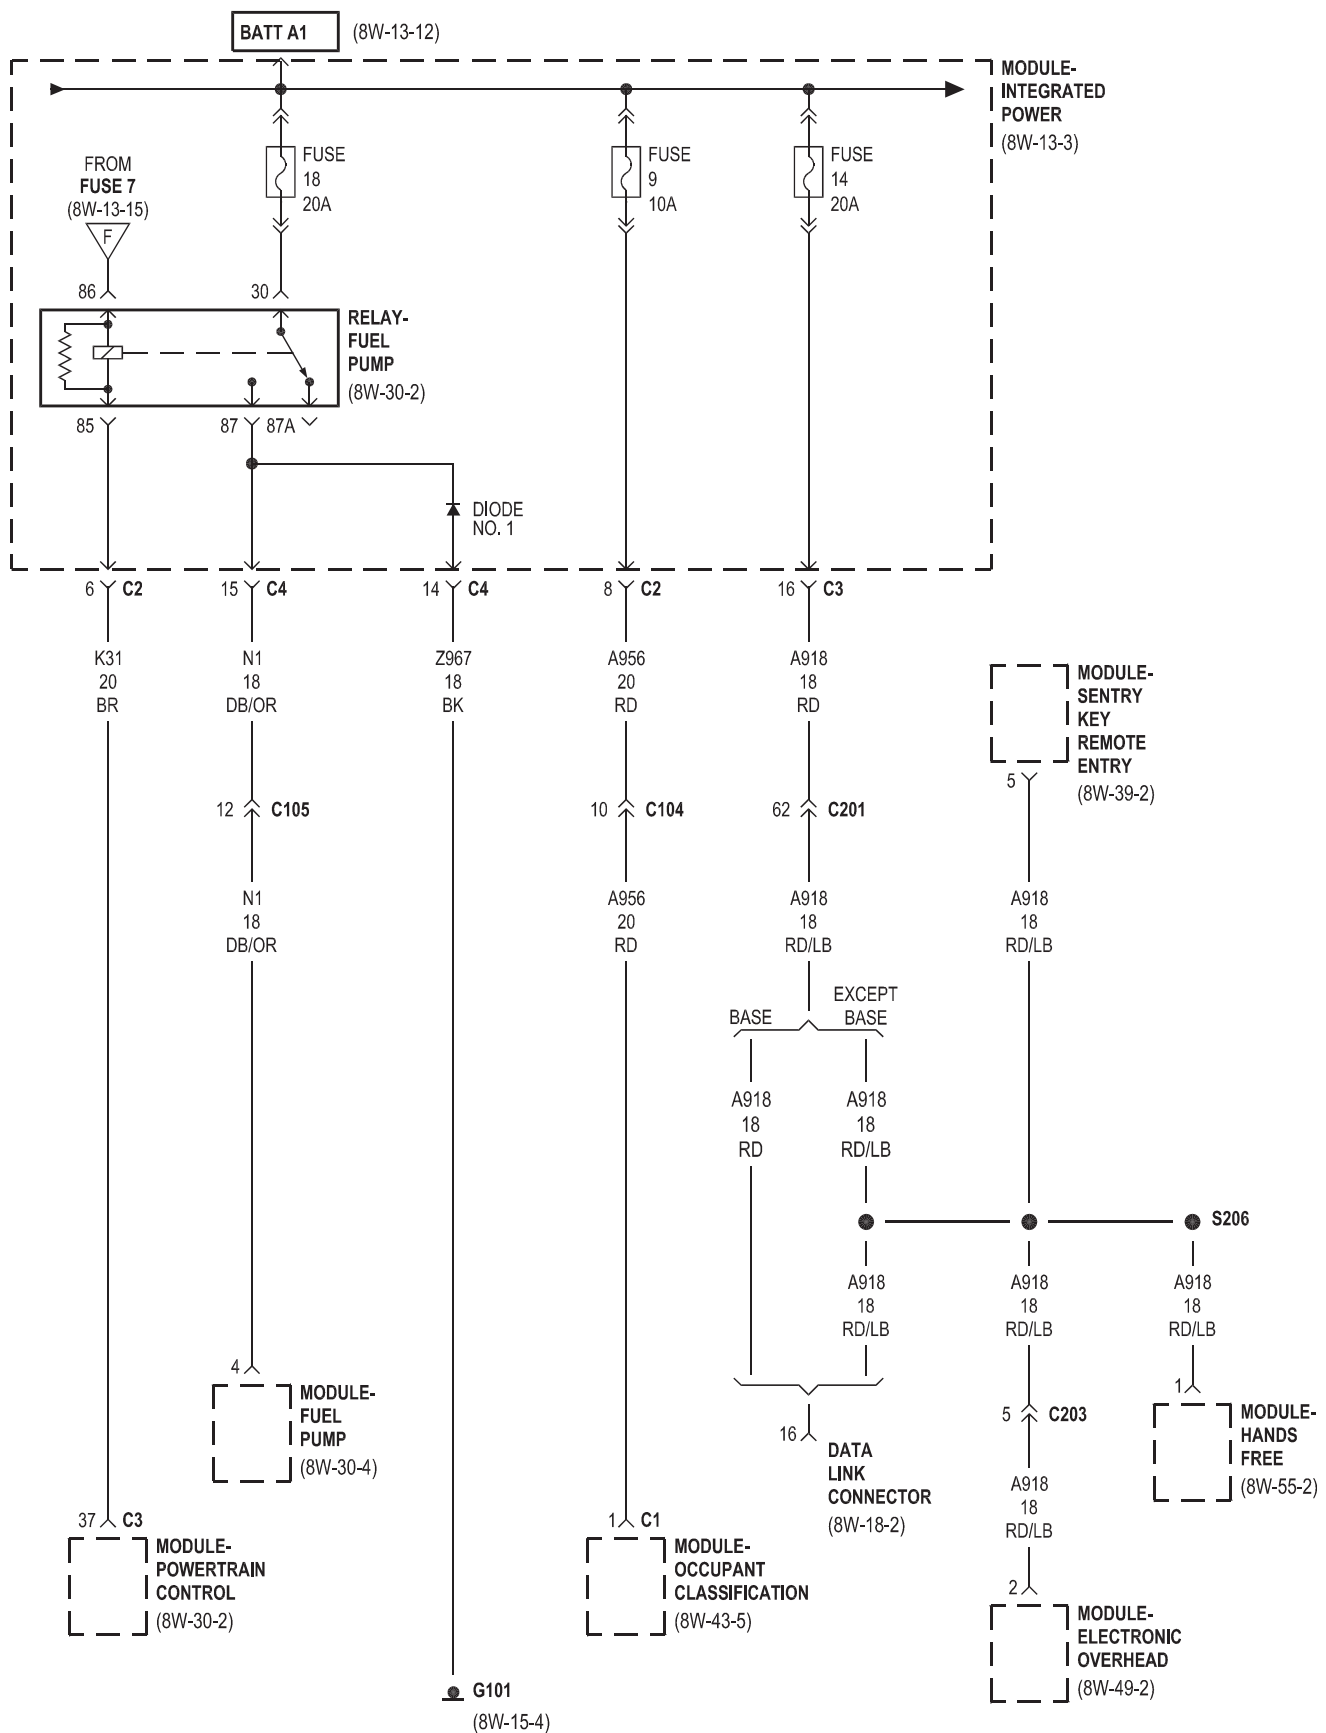 BATT A1 (8W-13-12)
MODULE-
INTEGRATED
POWER
(8W-13-3)
FROM
FUSE 7
(8W-13-15)
F
FUSE
18
20A
FUSE
9
10A
FUSE
14
20A
86
30
RELAY-
FUEL
PUMP
(8W-30-2)
85
87
87A
DIODE
NO. 1
6 C2
15 C4
14 C4
8 C2
16 C3
K31
20
BR
N1
18
DB/OR
Z967
18
BK
A956
20
RD
A918
18
RD
MODULE-
SENTRY
KEY
REMOTE
ENTRY
(8W-39-2)
5
12 C105
10 C104
62 C201
N1
18
DB/OR
A956
20
RD
A918
18
RD/LB
A918
18
RD/LB
BASE
EXCEPT
BASE
A918
18
RD
A918
18
RD/LB
S206
A918
18
RD/LB
A918
18
RD/LB
A918
18
RD/LB
4
MODULE-
FUEL
PUMP
(8W-30-4)
16
DATA
LINK
CONNECTOR
(8W-18-2)
5 C203
1
MODULE-
HANDS
FREE
(8W-55-2)
A918
18
RD/LB
37 C3
MODULE-
POWERTRAIN
CONTROL
(8W-30-2)
1 C1
MODULE-
OCCUPANT
CLASSIFICATION
(8W-43-5)
2
MODULE-
ELECTRONIC
OVERHEAD
(8W-49-2)
G101
(8W-15-4)